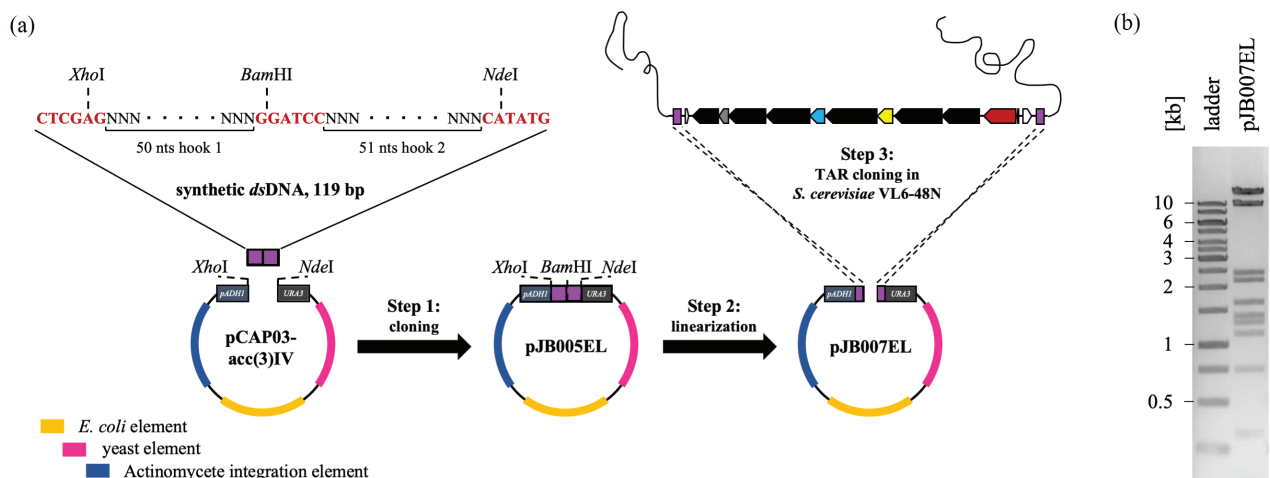 (a)
XhoI
BamHI
NdeI
CTCGAGNNN · · · · · NNNGGATCCNNN · · · · · NNNCATATG
50 nts hook 1
51 nts hook 2
synthetic dsDNA, 119 bp
XhoI
NdeI
pADH1
URA3
pCAP03-
acc(3)IV
Step 1:
cloning
XhoI BamHI NdeI
pADH1
URA3
pJB005EL
Step 2:
linearization
Step 3:
TAR cloning in
S. cerevisiae VL6-48N
pADH1
URA3
pJB007EL
E. coli element
yeast element
Actinomycete integration element
(b)
[kb]
ladder
pJB007EL
10
6
4
3
2
1
0.5